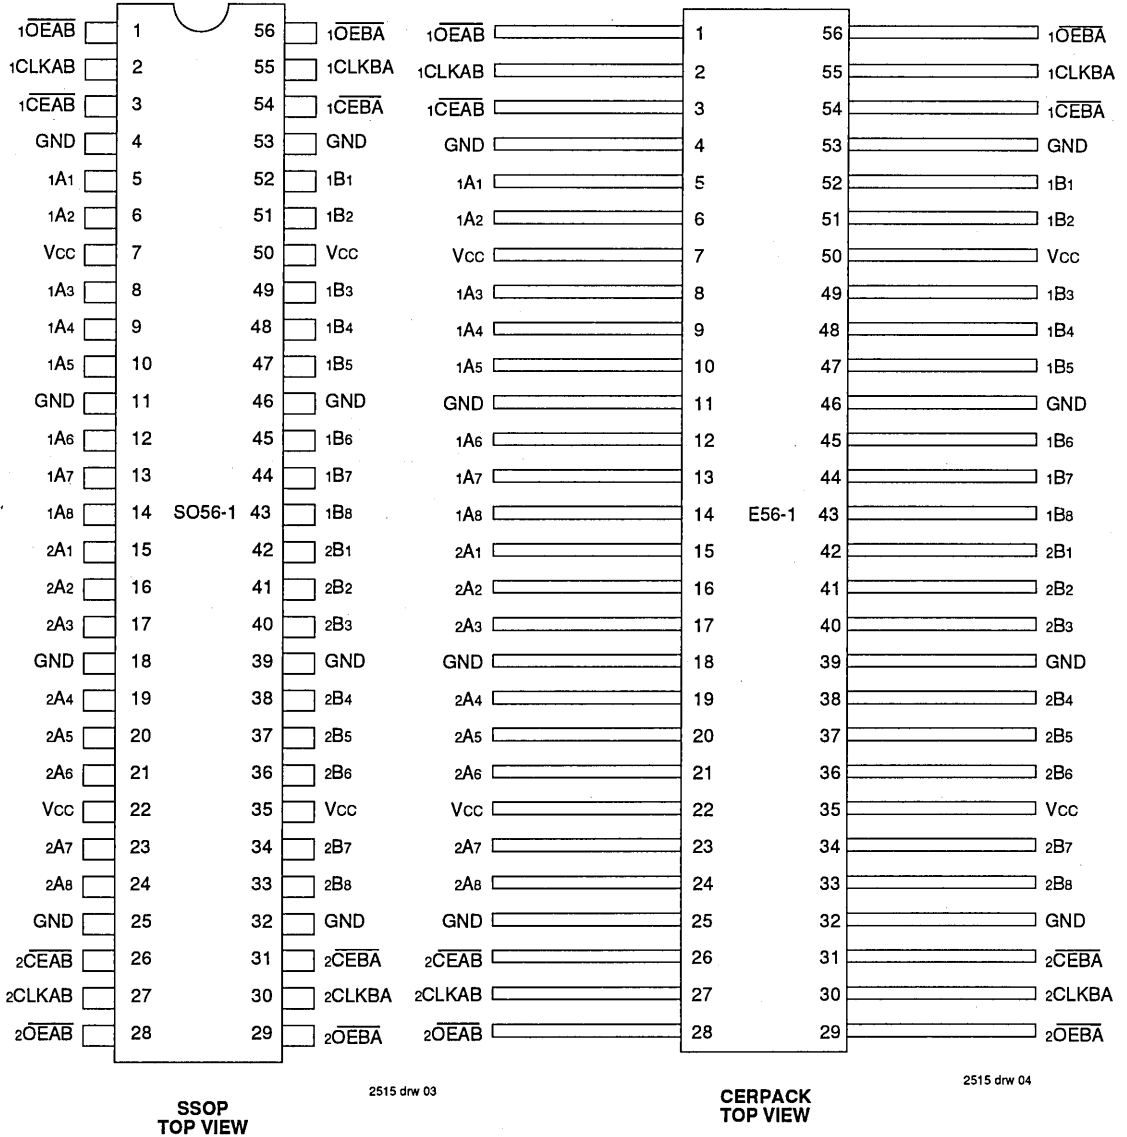 1OEAB 1 56 1OEBA 1OEAB 1 56 1OEBA
1CLKAB 2 55 1CLKBA 1CLKAB 2 55 1CLKBA
1CEAB 3 54 1CEBA 1CEAB 3 54 1CEBA
GND 4 53 GND GND 4 53 GND
1A1 5 52 1B1 1A1 5 52 1B1
1A2 6 51 1B2 1A2 6 51 1B2
Vcc 7 50 Vcc Vcc 7 50 Vcc
1A3 8 49 1B3 1A3 8 49 1B3
1A4 9 48 1B4 1A4 9 48 1B4
1A5 10 47 1B5 1A5 10 47 1B5
GND 11 46 GND GND 11 46 GND
1A6 12 45 1B6 1A6 12 45 1B6
1A7 13 44 1B7 1A7 13 44 1B7
1A8 14 SO56-1 43 1B8 1A8 14 E56-1 43 1B8
2A1 15 42 2B1 2A1 15 42 2B1
2A2 16 41 2B2 2A2 16 41 2B2
2A3 17 40 2B3 2A3 17 40 2B3
GND 18 39 GND GND 18 39 GND
2A4 19 38 2B4 2A4 19 38 2B4
2A5 20 37 2B5 2A5 20 37 2B5
2A6 21 36 2B6 2A6 21 36 2B6
Vcc 22 35 Vcc Vcc 22 35 Vcc
2A7 23 34 2B7 2A7 23 34 2B7
2A8 24 33 2B8 2A8 24 33 2B8
GND 25 32 GND GND 25 32 GND
2CEAB 26 31 2CEBA 2CEAB 26 31 2CEBA
2CLKAB 27 30 2CLKBA 2CLKAB 27 30 2CLKBA
2OEAB 28 29 2OEBA 2OEAB 28 29 2OEBA
2515 drw 03 2515 drw 04
SSOP CERPACK
TOP VIEW TOP VIEW